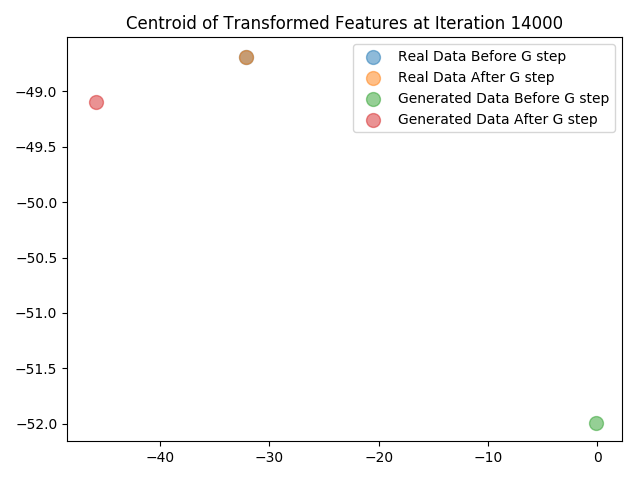 Centroid of Transformed Features at Iteration 14000
Real Data Before G step
Real Data After G step
Generated Data Before G step
Generated Data After G step
−49.0
−49.5
−50.0
−50.5
−51.0
−51.5
−52.0
−40 −30 −20 −10 0